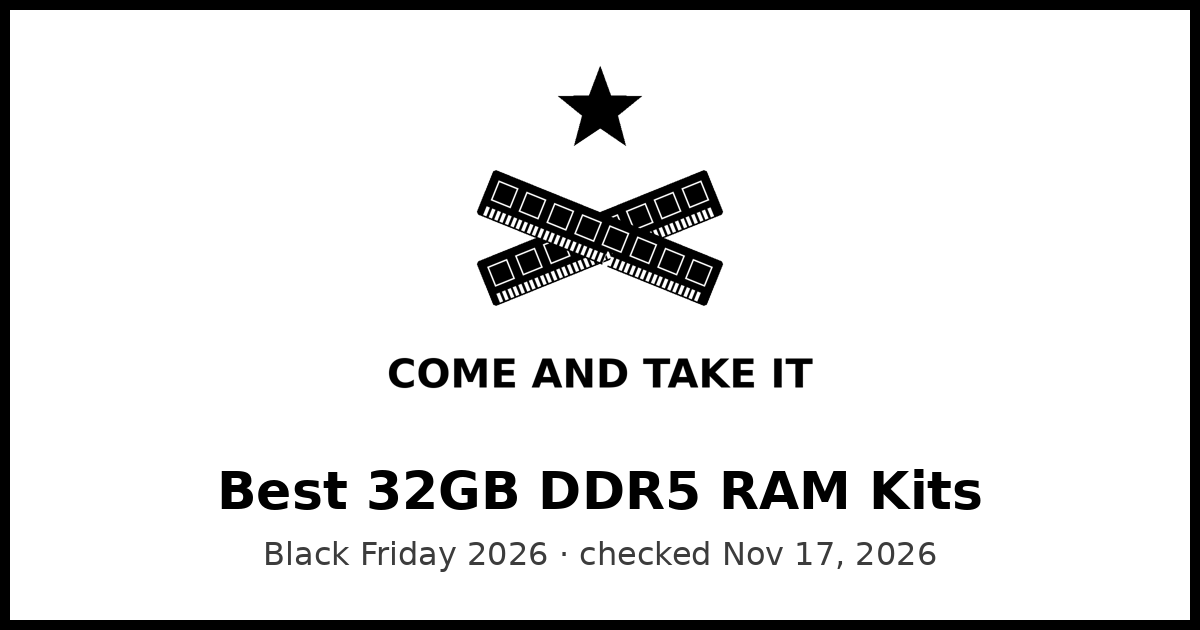 COME AND TAKE IT
Best 32GB DDR5 RAM Kits
Black Friday 2026 · checked Nov 17, 2026